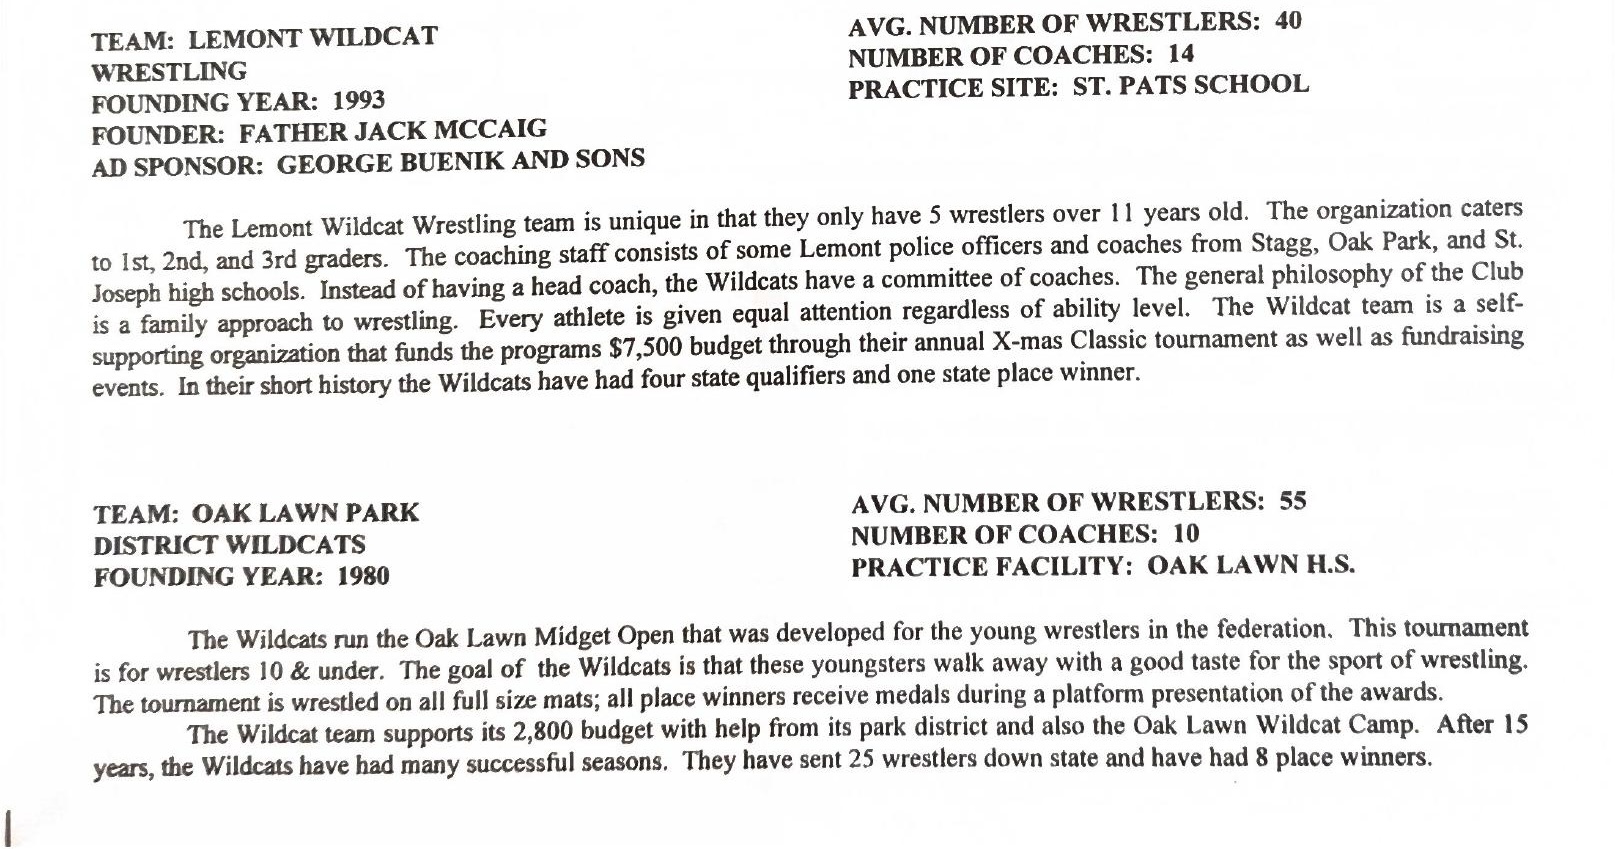 TEAM: LEMONT WILDCAT
WRESTLING
FOUNDING YEAR: 1993
FOUNDER: FATHER JACK MCCAIG
AD SPONSOR: GEORGE BUENIK AND SONS
AVG. NUMBER OF WRESTLERS: 40
NUMBER OF COACHES: 14
PRACTICE SITE: ST. PATS SCHOOL
The Lemont Wildcat Wrestling team is unique in that they only have 5 wrestlers over 11 years old. The organization caters
to 1st, 2nd, and 3rd graders. The coaching staff consists of some Lemont police officers and coaches from Stagg, Oak Park, and St.
Joseph high schools. Instead of having a head coach, the Wildcats have a committee of coaches. The general philosophy of the Club
is a family approach to wrestling. Every athlete is given equal attention regardless of ability level. The Wildcat team is a self-
supporting organization that funds the programs $7,500 budget through their annual X-mas Classic tournament as well as fundraising
events. In their short history the Wildcats have had four state qualifiers and one state place winner.
TEAM: OAK LAWN PARK
DISTRICT WILDCATS
FOUNDING YEAR: 1980
AVG. NUMBER OF WRESTLERS: 55
NUMBER OF COACHES: 10
PRACTICE FACILITY: OAK LAWN H.S.
The Wildcats run the Oak Lawn Midget Open that was developed for the young wrestlers in the federation. This tournament
is for wrestlers 10 & under. The goal of the Wildcats is that these youngsters walk away with a good taste for the sport of wrestling.
The tournament is wrestled on all full size mats; all place winners receive medals during a platform presentation of the awards.
The Wildcat team supports its 2,800 budget with help from its park district and also the Oak Lawn Wildcat Camp. After 15
years, the Wildcats have had many successful seasons. They have sent 25 wrestlers down state and have had 8 place winners.